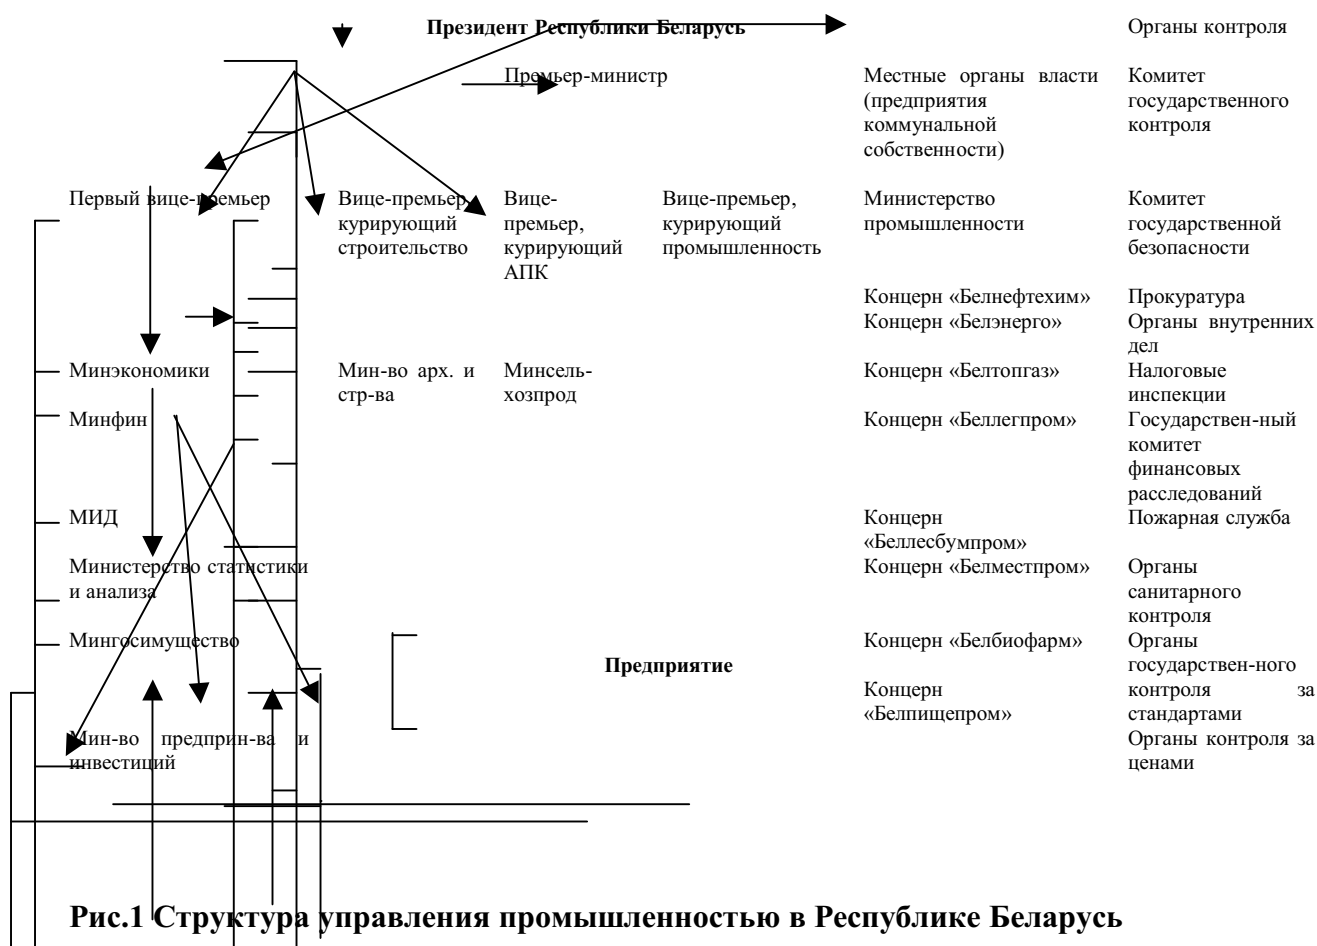 Президент Республики Беларусь
Органы контроля
Премьер-министр
Местные органы власти
(предприятия
коммунальной
собственности)
Комитет
государственного
контроля
Первый вице-премьер
Вице-премьер,
курирующий
строительство
Вице-
премьер,
курирующий
АПК
Вице-премьер,
курирующий
промышленность
Министерство
промышленности
Комитет
государственной
безопасности
Концерн «Белнефтехим»
Прокуратура
Концерн «Белэнерго»
Органы внутренних
дел
Минэкономики
Мин-во арх. и
стр-ва
Минсель-
хозпрод
Концерн «Белтопгаз»
Налоговые
инспекции
Минфин
Концерн «Беллегпром»
Государствен-ный
комитет
финансовых
расследований
МИД
Концерн
«Беллесбумпром»
Пожарная служба
Министерство статистики
и анализа
Концерн «Белместпром»
Органы
санитарного
контроля
Мингосимущество
Предприятие
Концерн «Белбиофарм»
Органы
государствен-ного
контроля за
стандартами
Концерн
«Белпищепром»
Мин-во предприн-ва и
инвестиций
Органы контроля за
ценами
Рис.1 Структура управления промышленностью в Республике Беларусь